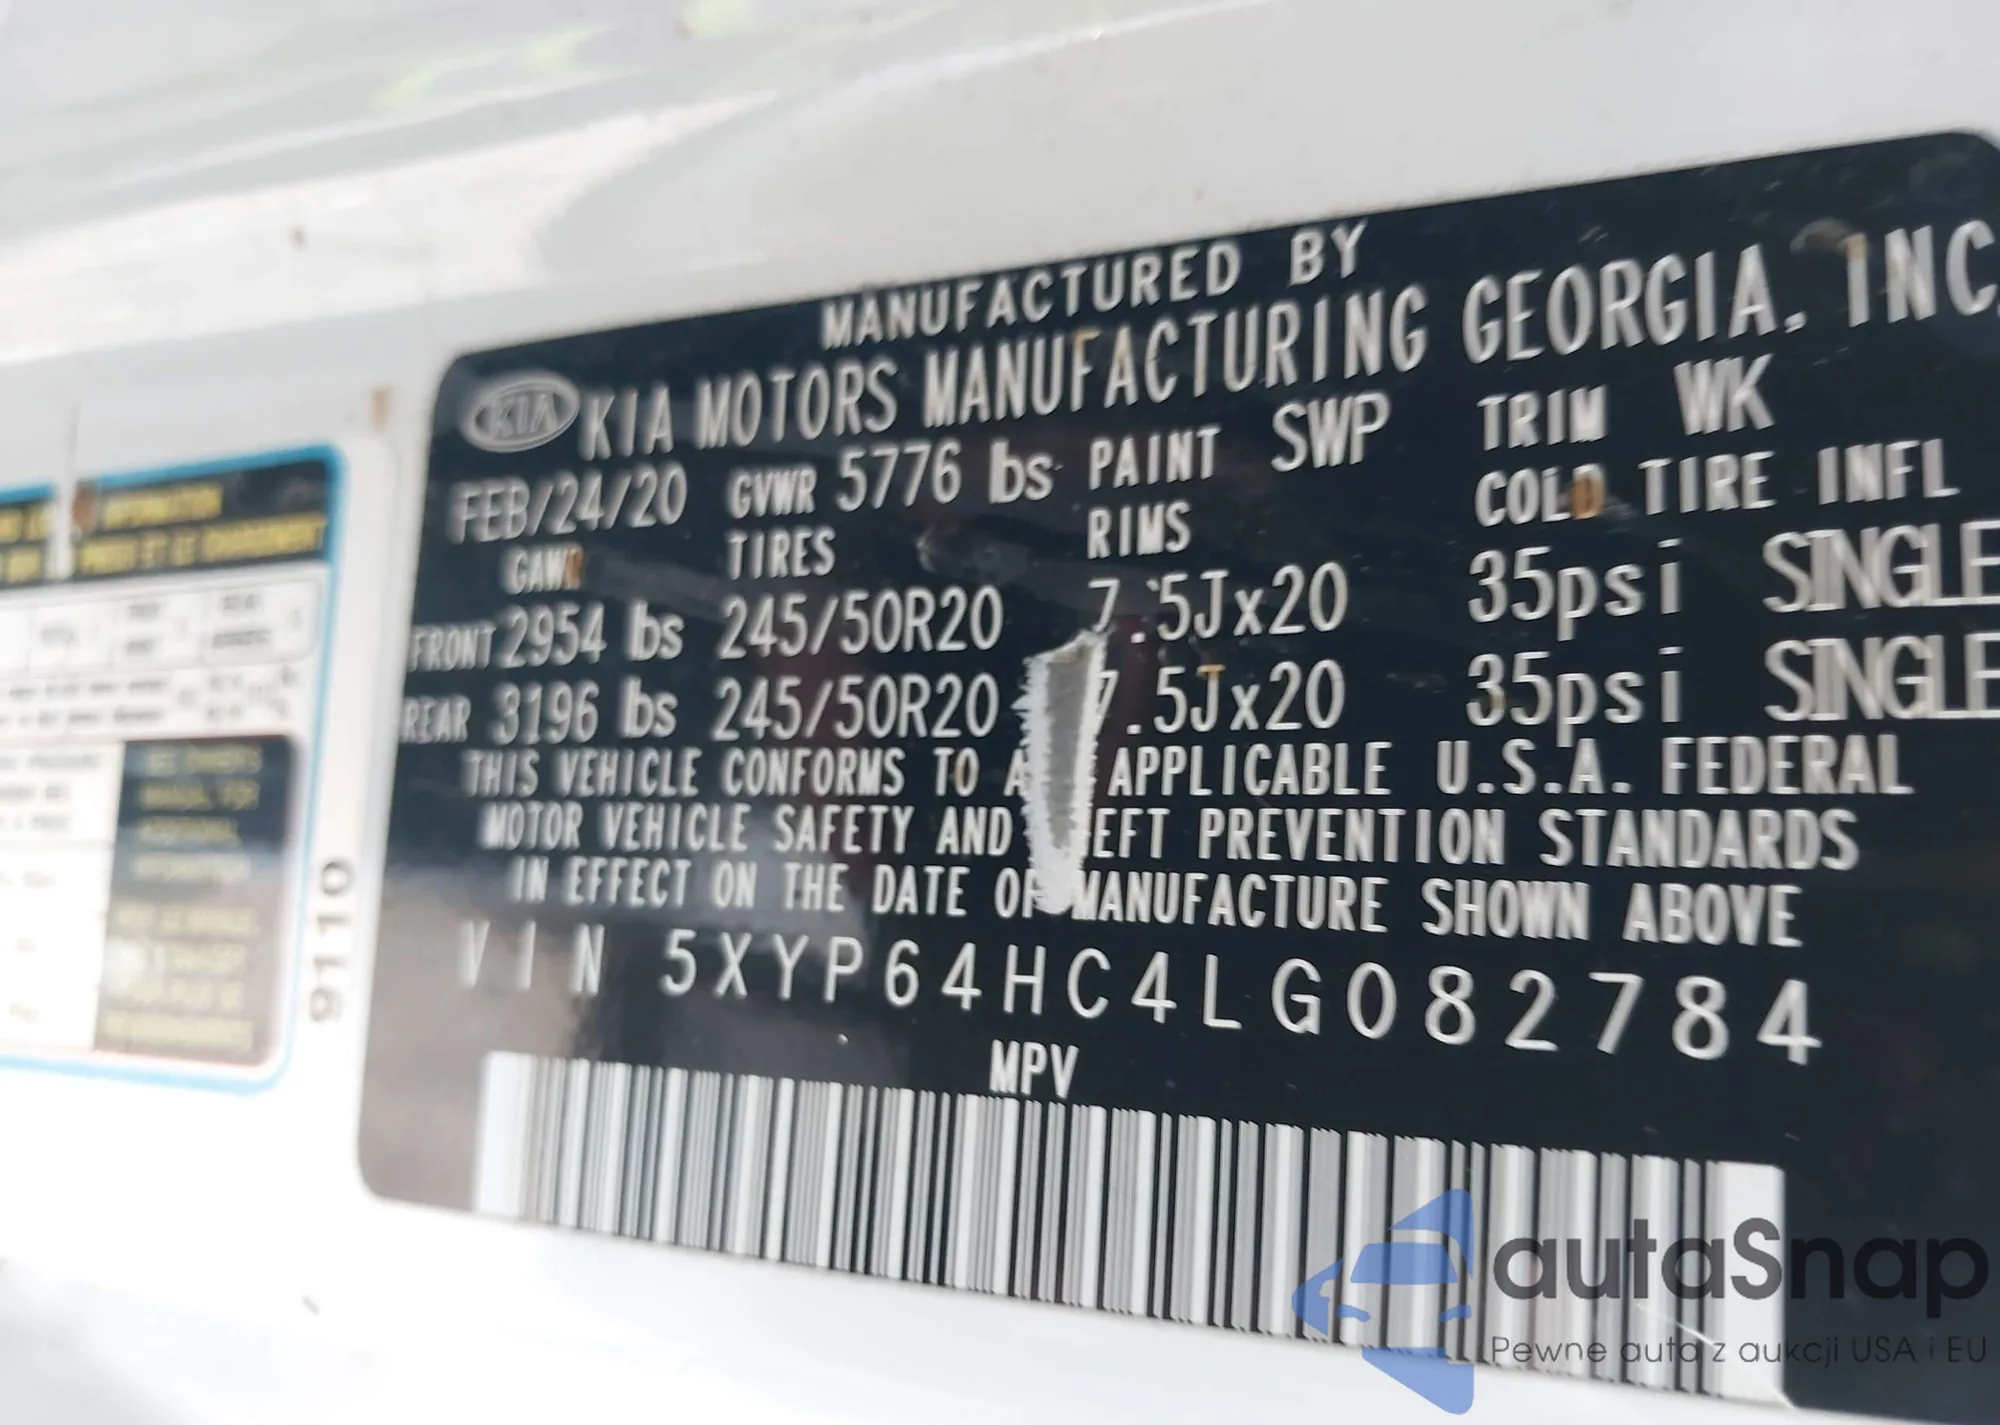 MANUFACTURED BY
KIA KIA MOTORS MANUFACTURING GEORGIA, INC.
FEB/24/20 GVWR 5776 lbs PAINT SWP TRIM WK
GAWR TIRES RIMS COLD TIRE INFL
FRONT 2954 lbs 245/50R20 7.5Jx20 35psi SINGLE
REAR 3196 lbs 245/50R20 7.5Jx20 35psi SINGLE
THIS VEHICLE CONFORMS TO A APPLICABLE U.S.A. FEDERAL
MOTOR VEHICLE SAFETY AND EFT PREVENTION STANDARDS
IN EFFECT ON THE DATE OF MANUFACTURE SHOWN ABOVE
VIN 5XYP64HC4LG082784
MPV
9110
autaSnap
Pewne auta z aukcji USA i EU